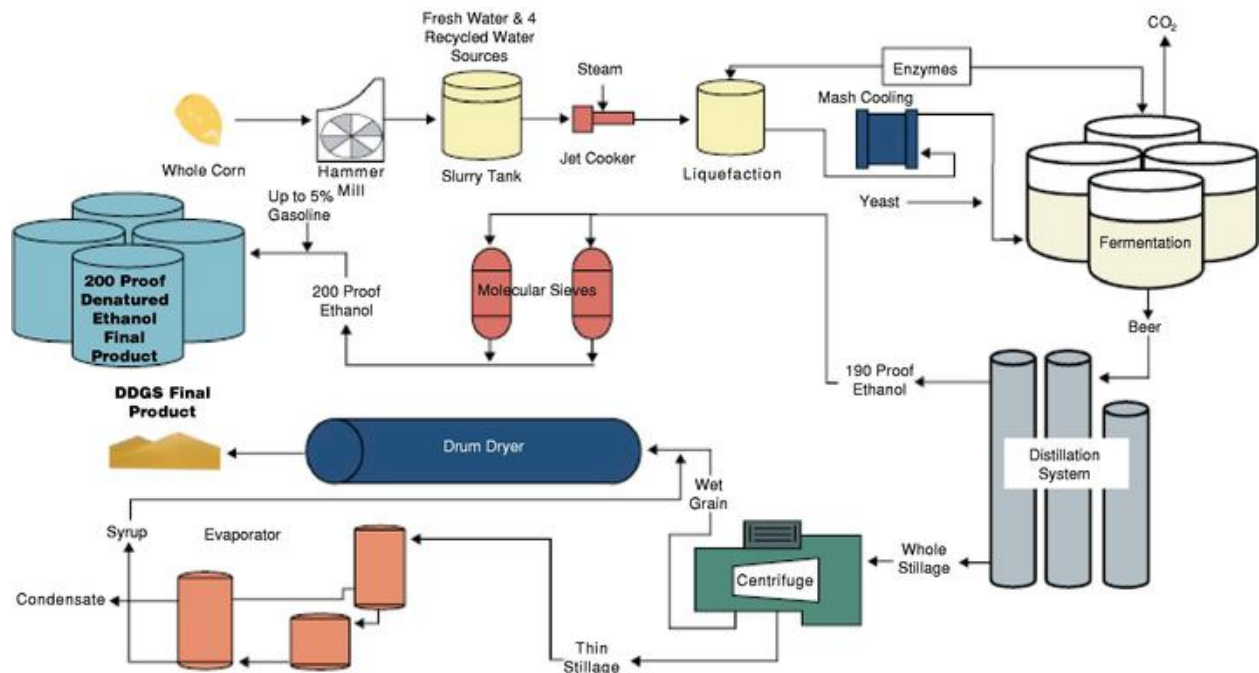 Fresh Water & 4
Recycled Water
Sources
CO₂
Steam
Enzymes
Mash Cooling
Whole Corn
Hammer
Mill
Slurry Tank
Jet Cooker
Liquefaction
Yeast
Fermentation
Up to 5%
Gasoline
200 Proof
Denatured
Ethanol
Final
Product
200 Proof
Ethanol
Molecular Sieves
Beer
190 Proof
Ethanol
DDGS Final
Product
Drum Dryer
Distillation
System
Wet
Grain
Syrup
Evaporator
Centrifuge
Whole
Stillage
Condensate
Thin
Stillage